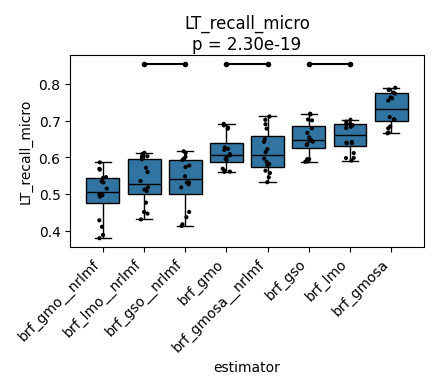 LT_recall_micro
p = 2.30e-19
LT_recall_micro
0.8
0.7
0.6
0.5
0.4
brf_gmo__nrlmf
brf_lmo__nrlmf
brf_gso__nrlmf
brf_gmo
brf_gmosa__nrlmf
brf_gso
brf_lmo
brf_gmosa
estimator